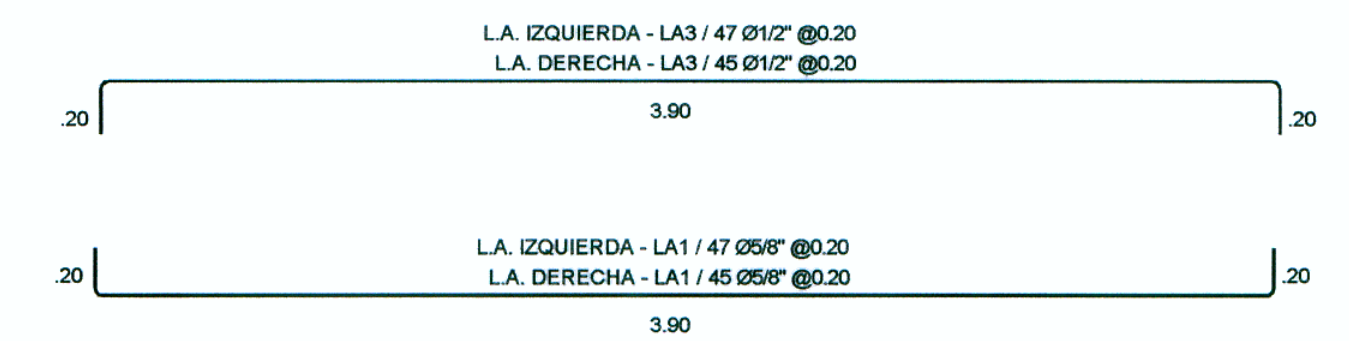 L.A. IZQUIERDA - LA3 / 47 Ø1/2" @0.20
L.A. DERECHA - LA3 / 45 Ø1/2" @0.20
.20
3.90
.20
L.A. IZQUIERDA - LA1 / 47 Ø5/8" @0.20
L.A. DERECHA - LA1 / 45 Ø5/8" @0.20
.20
.20
3.90